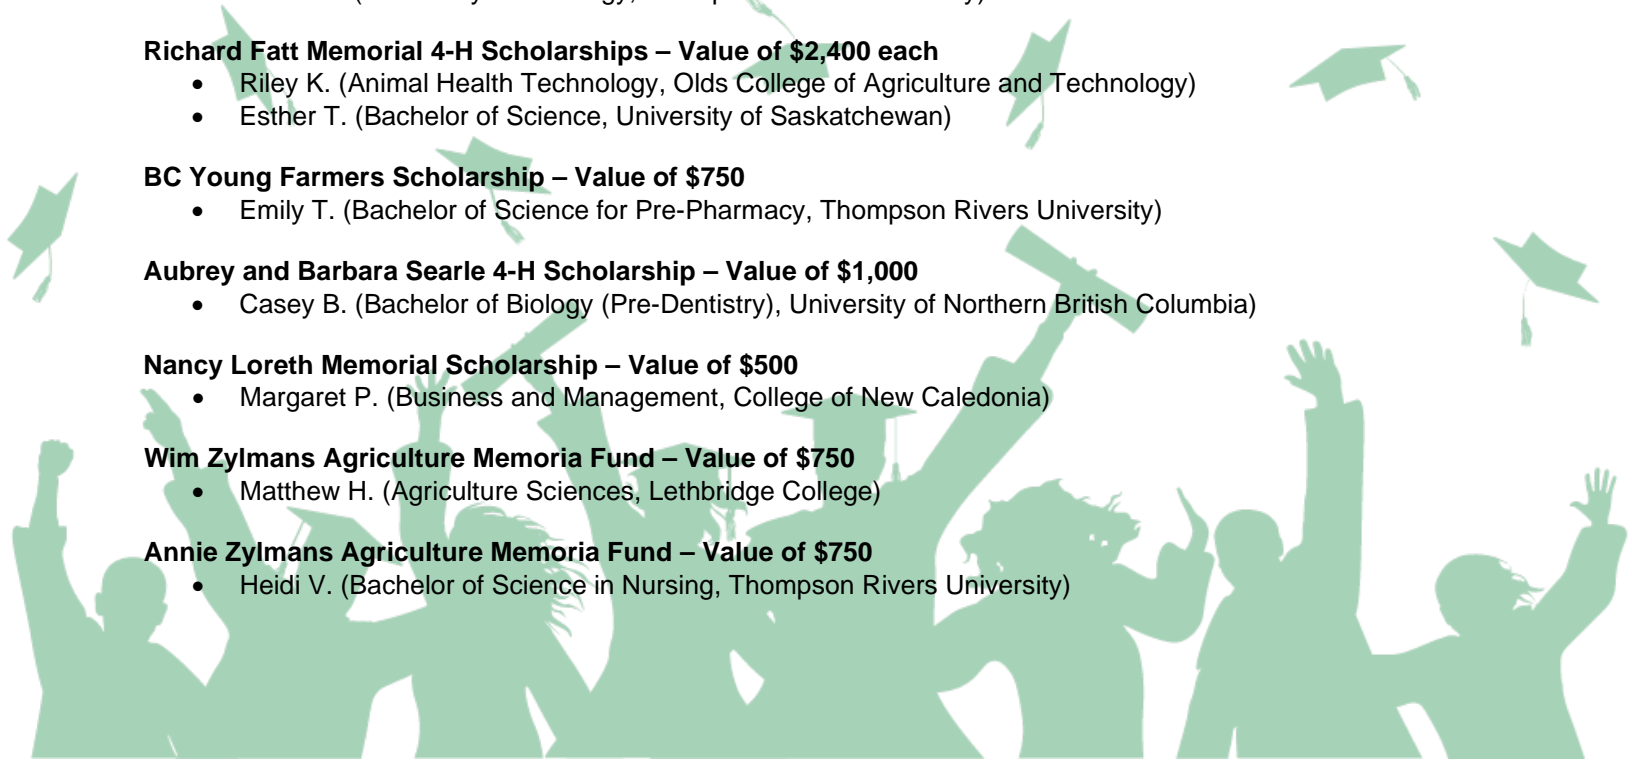 Richard Fatt Memorial 4-H Scholarships – Value of $2,400 each
• Riley K. (Animal Health Technology, Olds College of Agriculture and Technology)
• Esther T. (Bachelor of Science, University of Saskatchewan)
BC Young Farmers Scholarship – Value of $750
• Emily T. (Bachelor of Science for Pre-Pharmacy, Thompson Rivers University)
Aubrey and Barbara Searle 4-H Scholarship – Value of $1,000
• Casey B. (Bachelor of Biology (Pre-Dentistry), University of Northern British Columbia)
Nancy Loreth Memorial Scholarship – Value of $500
• Margaret P. (Business and Management, College of New Caledonia)
Wim Zylmans Agriculture Memoria Fund – Value of $750
• Matthew H. (Agriculture Sciences, Lethbridge College)
Annie Zylmans Agriculture Memoria Fund – Value of $750
• Heidi V. (Bachelor of Science in Nursing, Thompson Rivers University)